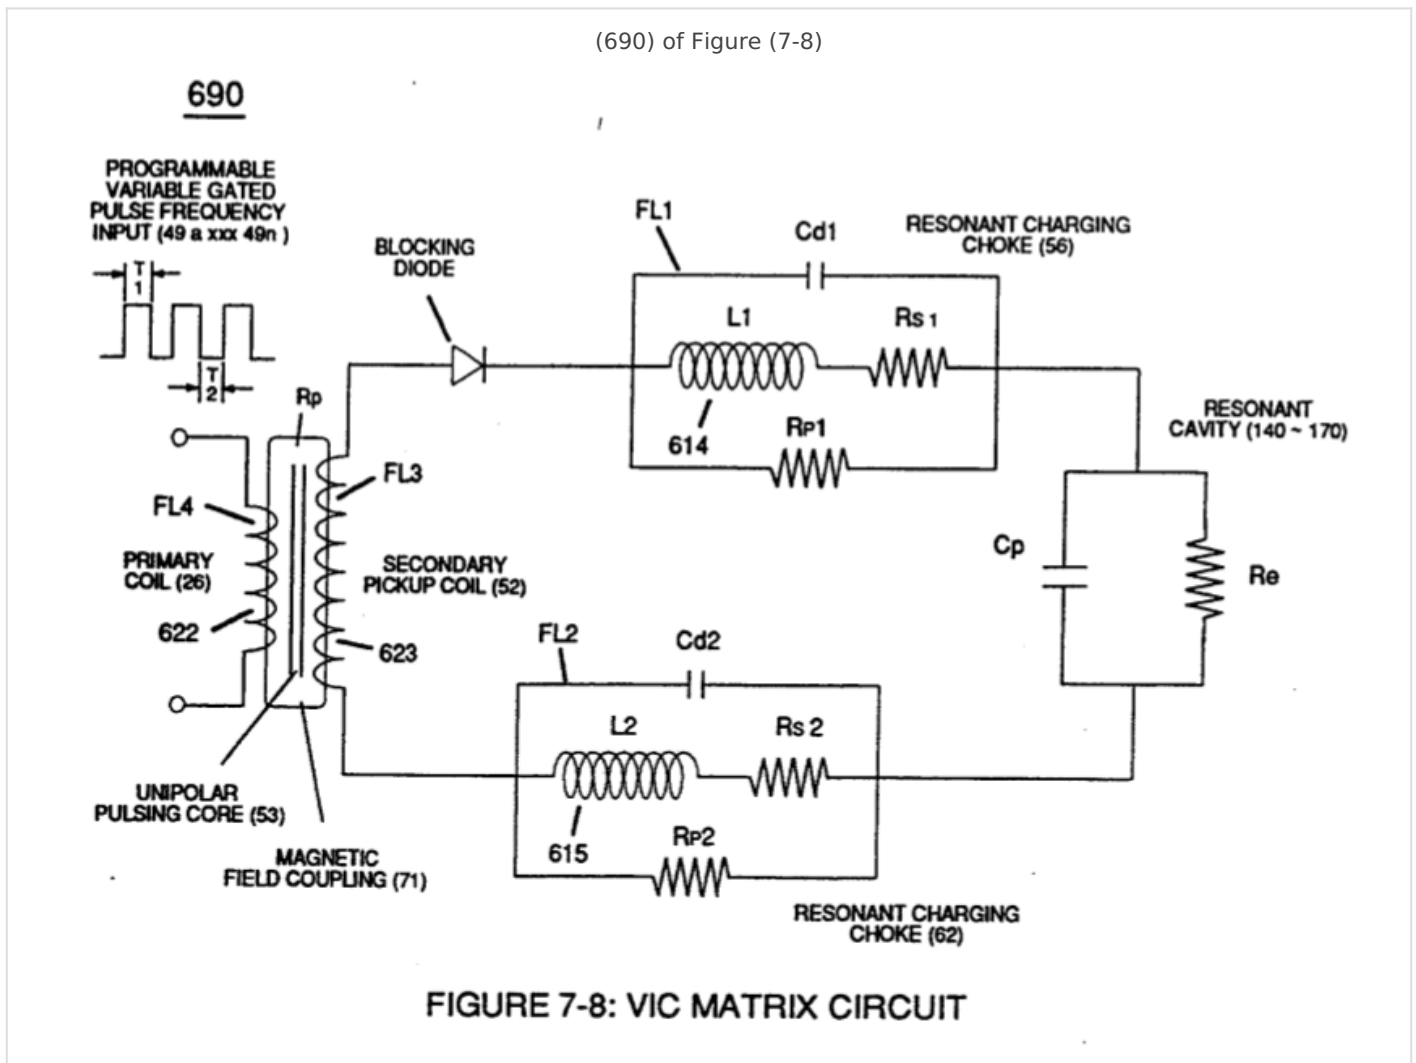 (690) of Figure (7-8)
690
PROGRAMMABLE
VARIABLE GATED
PULSE FREQUENCY
INPUT (49 a xxx 49n )
T
1
T
2
BLOCKING
DIODE
FL1
Cd1
RESONANT CHARGING
CHOKE (56)
L1
Rs 1
614
RP1
RESONANT
CAVITY (140 ~ 170)
Rp
FL3
FL4
PRIMARY
COIL (26)
622
SECONDARY
PICKUP COIL (52)
623
Cp
Re
FL2
Cd2
L2
Rs 2
615
RP2
UNIPOLAR
PULSING CORE (53)
MAGNETIC
FIELD COUPLING (71)
RESONANT CHARGING
CHOKE (62)
FIGURE 7-8: VIC MATRIX CIRCUIT